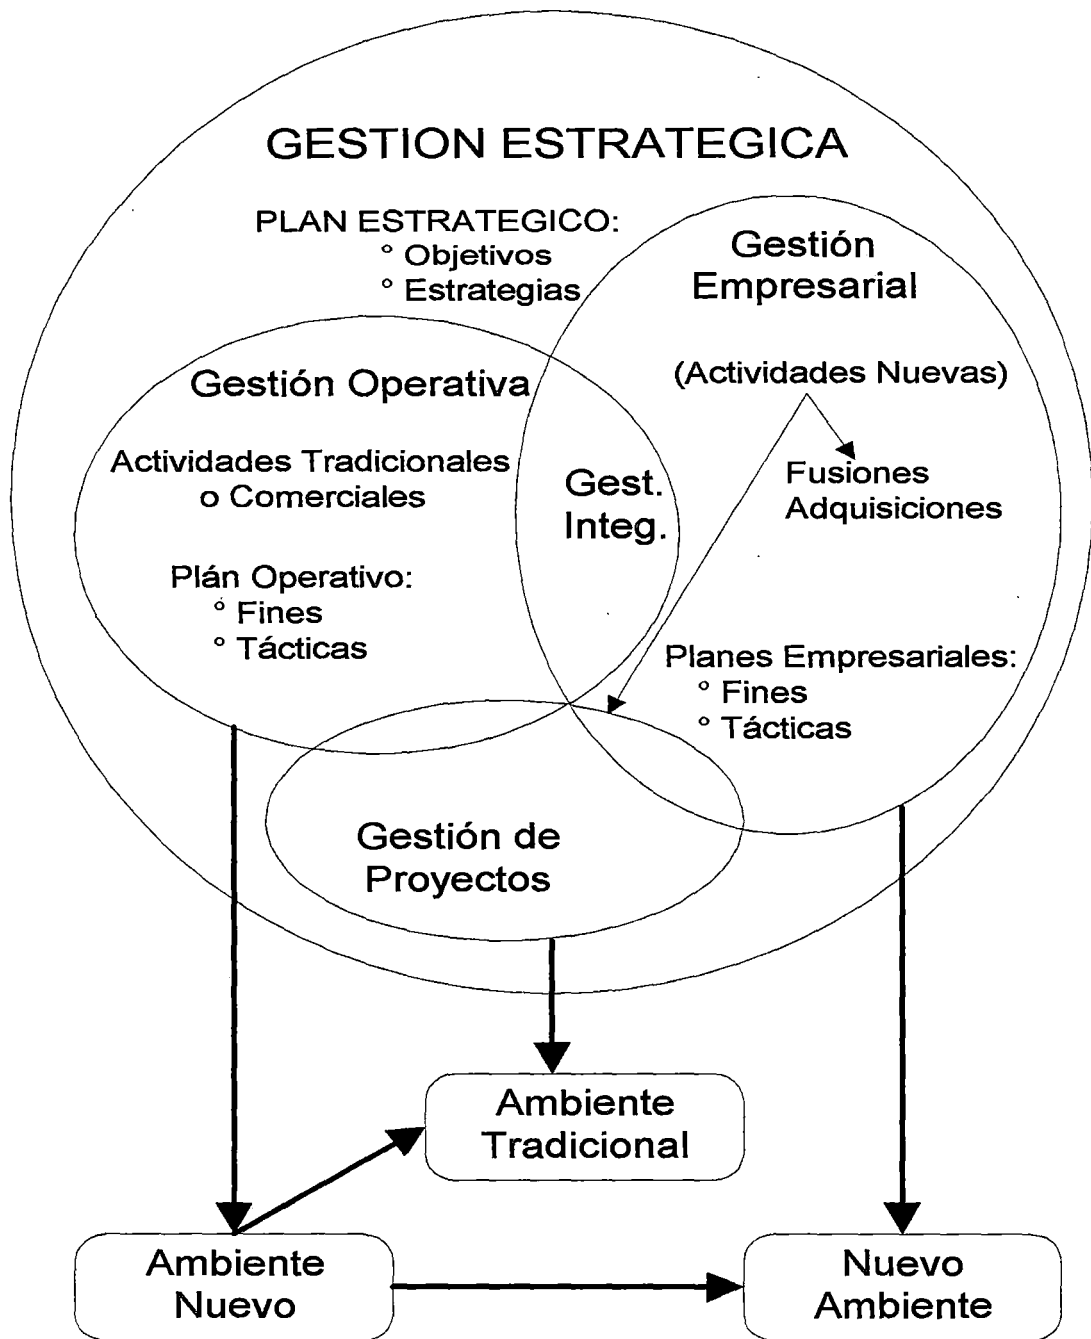 GESTION ESTRATEGICA
PLAN ESTRATEGICO:
° Objetivos
° Estrategias
Gestión
Empresarial
(Actividades Nuevas)
Fusiones
Adquisiciones
Gestión Operativa
Actividades Tradicionales
o Comerciales
Plán Operativo:
° Fines
° Tácticas
Gest.
Integ.
Planes Empresariales:
° Fines
° Tácticas
Gestión de
Proyectos
Ambiente
Tradicional
Ambiente
Nuevo
Nuevo
Ambiente